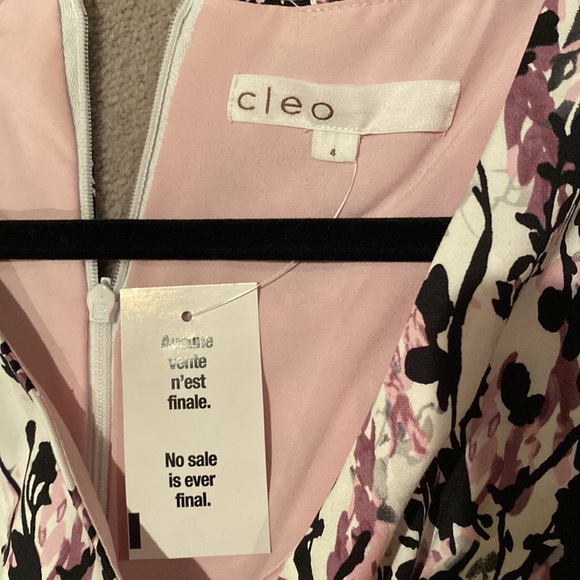 cleo
4
Aucune
vente
n'est
finale.
No sale
is ever
final.